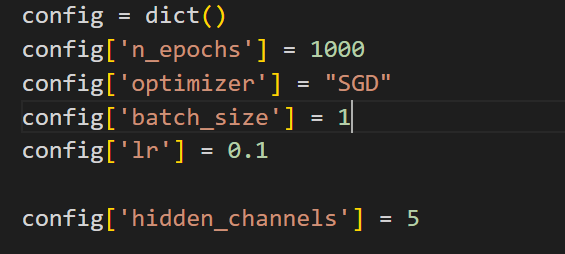 config = dict()
config['n_epochs'] = 1000
config['optimizer'] = "SGD"
config['batch_size'] = 1
config['lr'] = 0.1
config['hidden_channels'] = 5